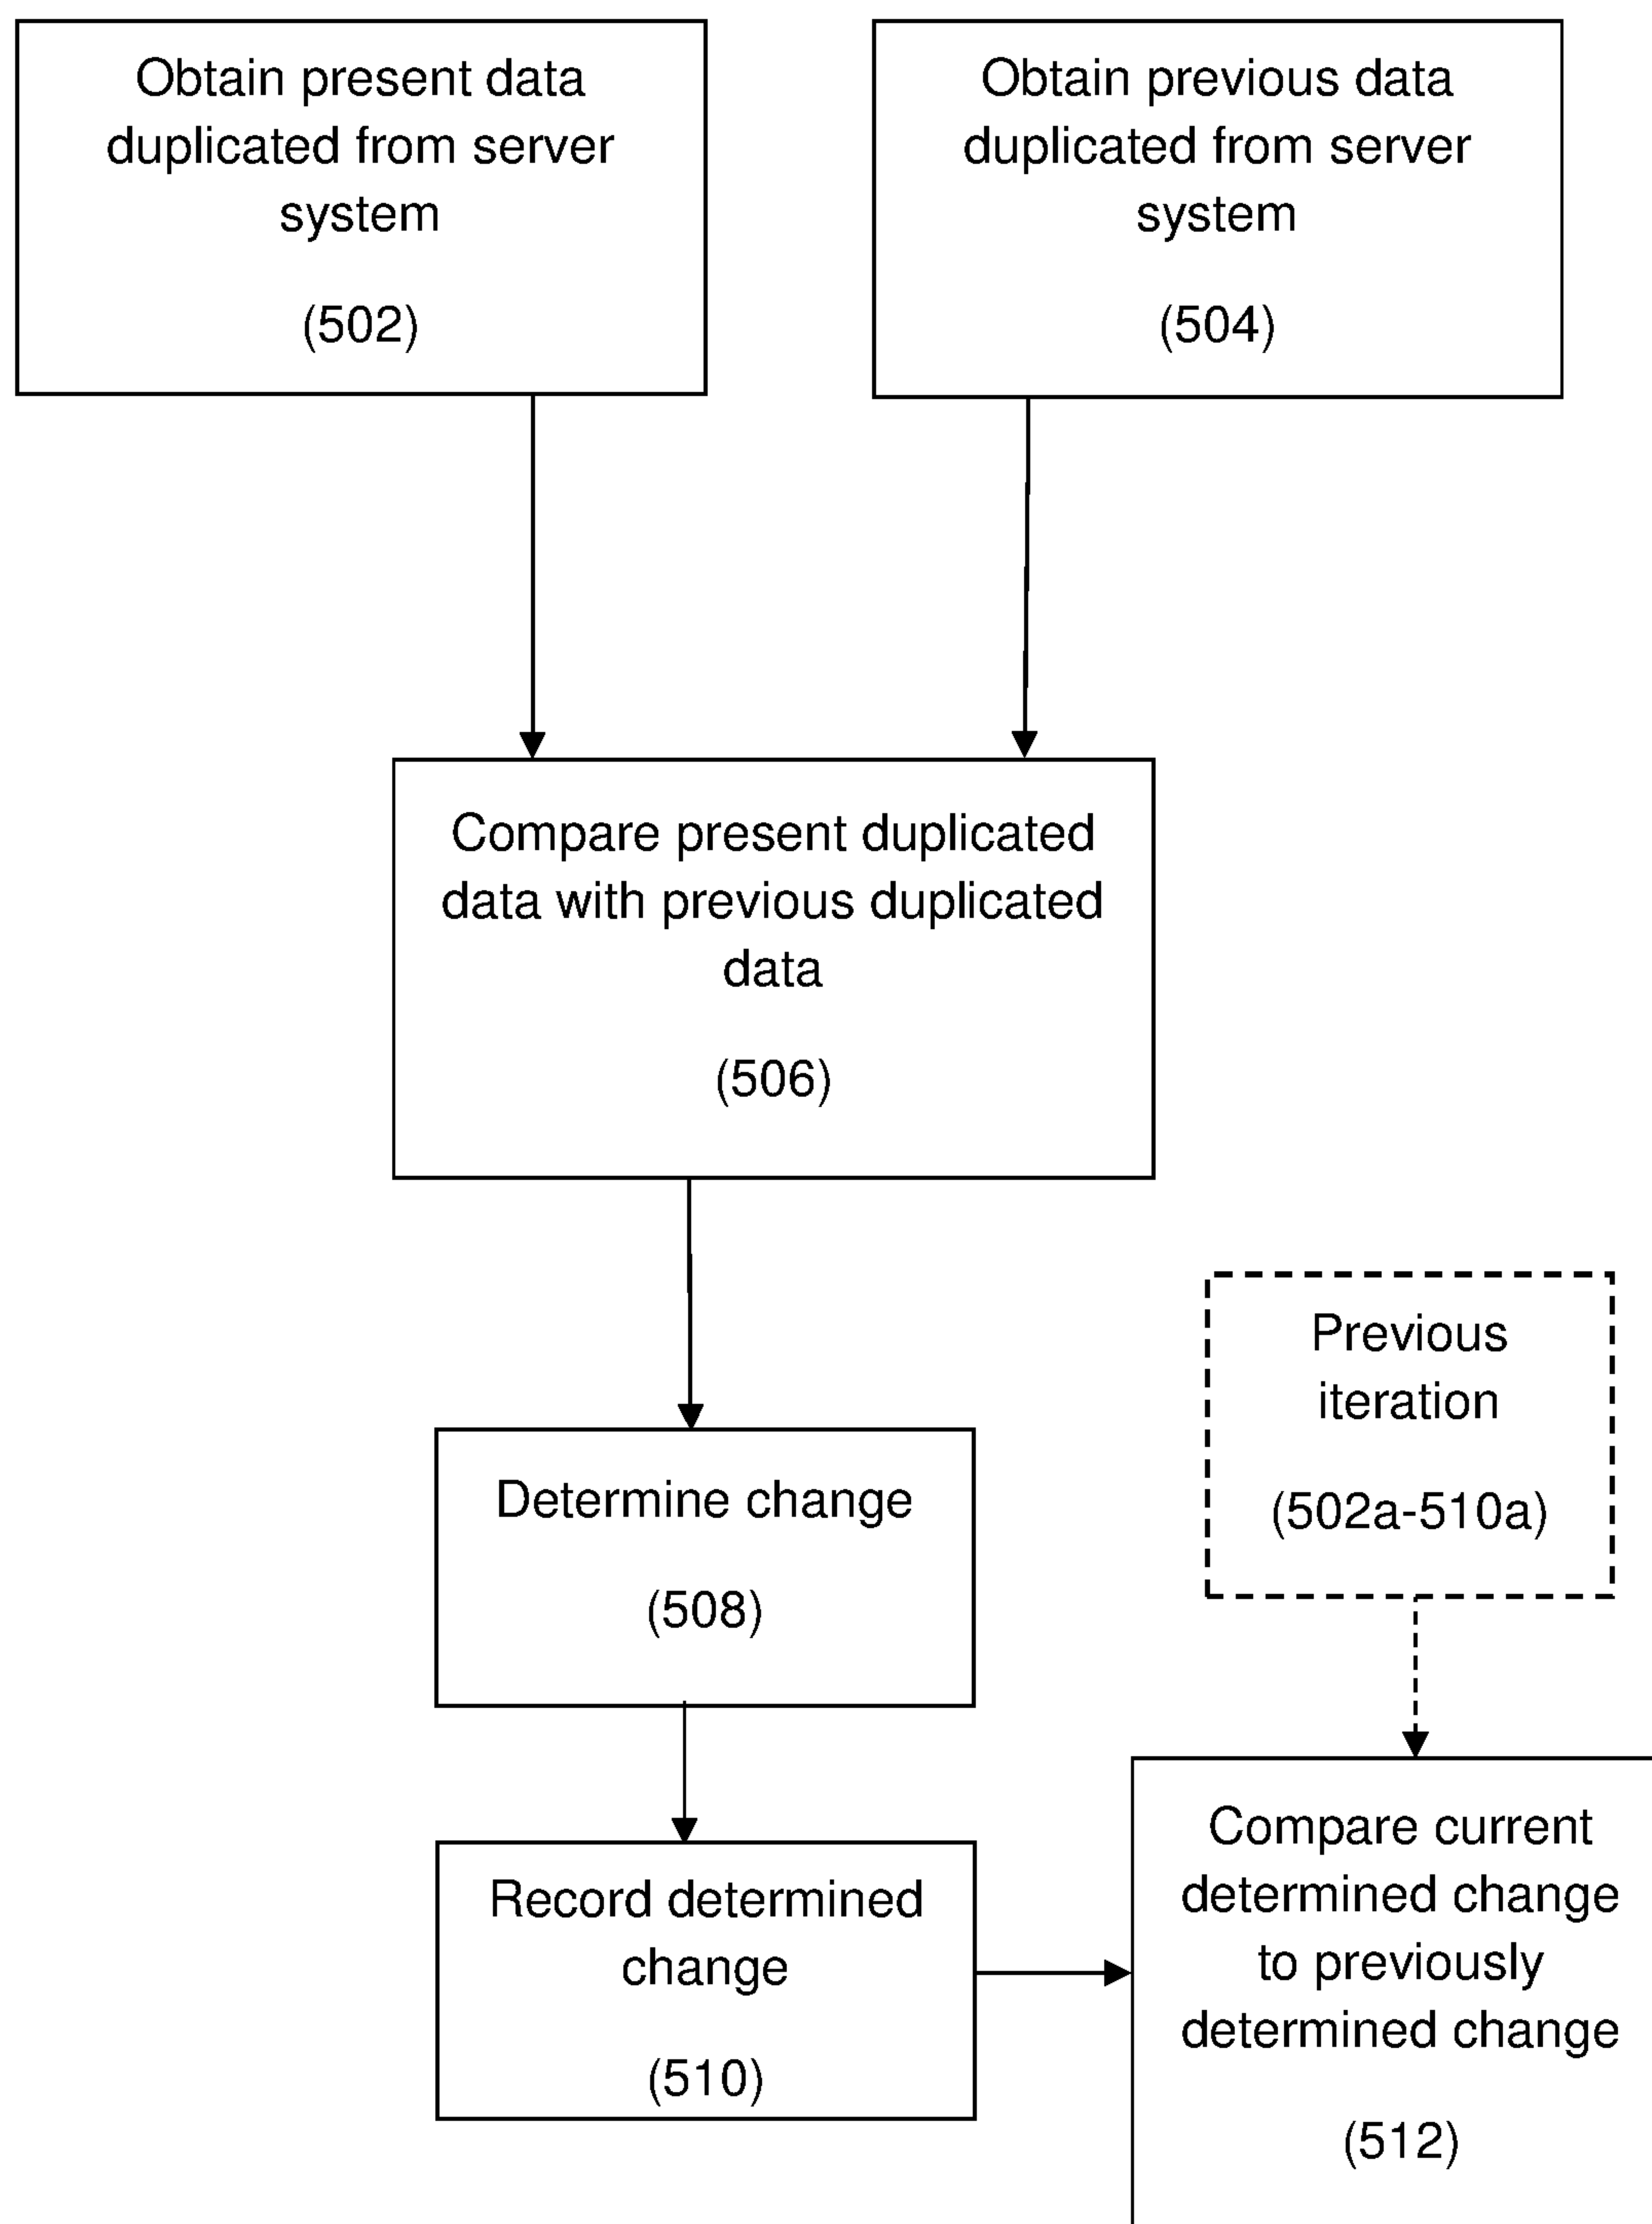 Obtain present data
duplicated from server
system
(502)
Obtain previous data
duplicated from server
system
(504)
Compare present duplicated
data with previous duplicated
data
(506)
Determine change
(508)
Previous
iteration
(502a-510a)
Record determined
change
(510)
Compare current
determined change
to previously
determined change
(512)